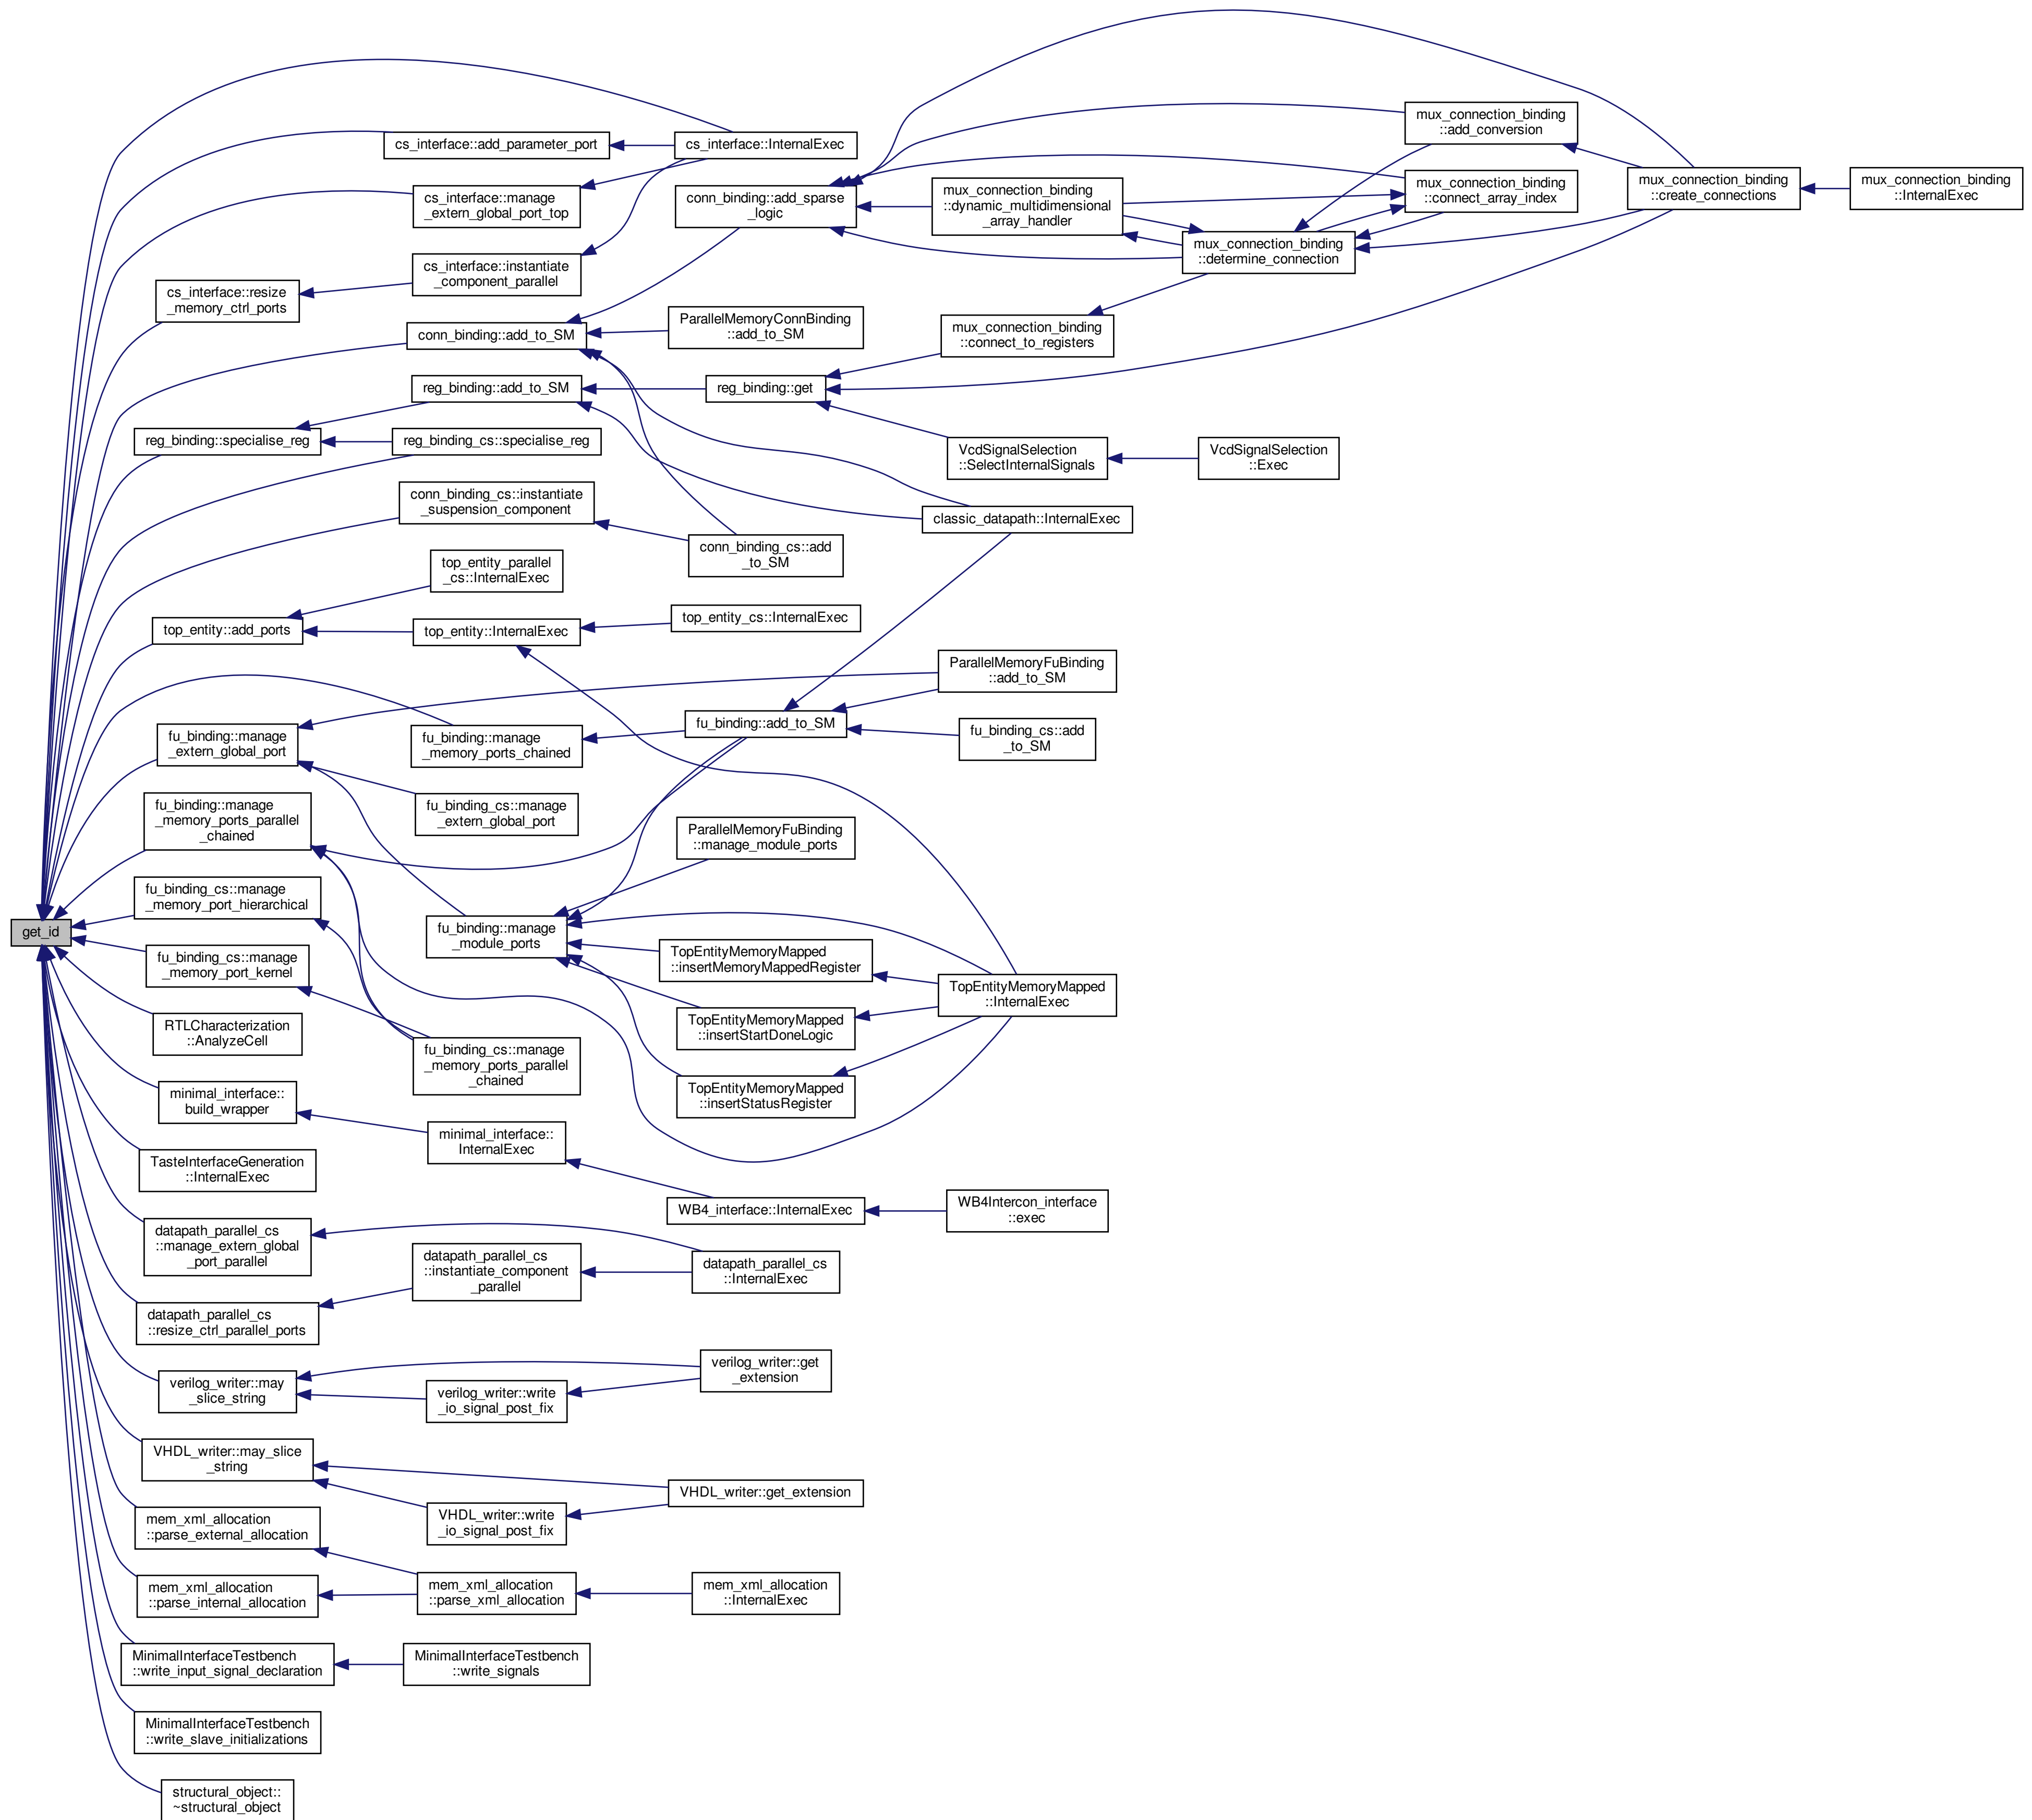 get_id
cs_interface::add_parameter_port
cs_interface::InternalExec
cs_interface::manage
_extern_global_port_top
cs_interface::resize
_memory_ctrl_ports
cs_interface::instantiate
_component_parallel
conn_binding::add_to_SM
conn_binding::add_sparse
_logic
mux_connection_binding
::dynamic_multidimensional
_array_handler
mux_connection_binding
::determine_connection
mux_connection_binding
::add_conversion
mux_connection_binding
::connect_array_index
mux_connection_binding
::create_connections
mux_connection_binding
::InternalExec
ParallelMemoryConnBinding
::add_to_SM
mux_connection_binding
::connect_to_registers
reg_binding::add_to_SM
reg_binding::get
reg_binding::specialise_reg
reg_binding_cs::specialise_reg
VcdSignalSelection
::SelectInternalSignals
VcdSignalSelection
::Exec
conn_binding_cs::instantiate
_suspension_component
classic_datapath::InternalExec
conn_binding_cs::add
_to_SM
top_entity_parallel
_cs::InternalExec
top_entity::add_ports
top_entity::InternalExec
top_entity_cs::InternalExec
ParallelMemoryFuBinding
::add_to_SM
fu_binding::manage
_extern_global_port
fu_binding::manage
_memory_ports_chained
fu_binding::add_to_SM
fu_binding_cs::add
_to_SM
fu_binding::manage
_memory_ports_parallel
_chained
fu_binding_cs::manage
_extern_global_port
ParallelMemoryFuBinding
::manage_module_ports
fu_binding_cs::manage
_memory_port_hierarchical
fu_binding::manage
_module_ports
TopEntityMemoryMapped
::insertMemoryMappedRegister
fu_binding_cs::manage
_memory_port_kernel
TopEntityMemoryMapped
::InternalExec
RTLCharacterization
::AnalyzeCell
TopEntityMemoryMapped
::insertStartDoneLogic
fu_binding_cs::manage
_memory_ports_parallel
_chained
TopEntityMemoryMapped
::insertStatusRegister
minimal_interface::
build_wrapper
minimal_interface::
InternalExec
TasteInterfaceGeneration
::InternalExec
WB4_interface::InternalExec
WB4Intercon_interface
::exec
datapath_parallel_cs
::manage_extern_global
_port_parallel
datapath_parallel_cs
::instantiate_component
_parallel
datapath_parallel_cs
::InternalExec
datapath_parallel_cs
::resize_ctrl_parallel_ports
verilog_writer::may
_slice_string
verilog_writer::write
_io_signal_post_fix
verilog_writer::get
_extension
VHDL_writer::may_slice
_string
VHDL_writer::write
_io_signal_post_fix
VHDL_writer::get_extension
mem_xml_allocation
::parse_external_allocation
mem_xml_allocation
::parse_internal_allocation
mem_xml_allocation
::parse_xml_allocation
mem_xml_allocation
::InternalExec
MinimalInterfaceTestbench
::write_input_signal_declaration
MinimalInterfaceTestbench
::write_signals
MinimalInterfaceTestbench
::write_slave_initializations
structural_object::
~structural_object